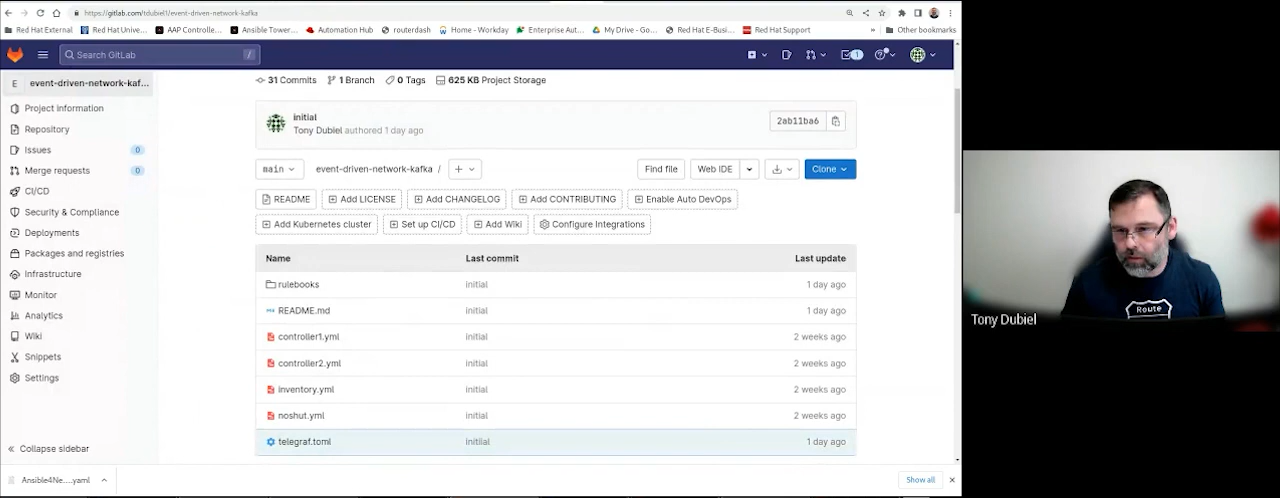 https://gitlab.com/tdubiel1/event-driven-network-kafka
Red Hat External
Red Hat Unive...
AAP Controlle...
Ansible Tower...
Automation Hub
routerdash
Home - Workday
Enterprise Aut...
My Drive - Go...
Red Hat E-Busi...
Red Hat Support
»
Other bookmarks
Search GitLab
/
1
E
event-driven-network-kaf...
Project information
Repository
Issues
0
Merge requests
0
CI/CD
Security & Compliance
Deployments
Packages and registries
Infrastructure
Monitor
Analytics
Wiki
Snippets
Settings
Collapse sidebar
31 Commits
1 Branch
0 Tags
625 KB Project Storage
initial
Tony Dubiel authored 1 day ago
2ab11ba6
main
event-driven-network-kafka /
Find file
Web IDE
Clone
README
Add LICENSE
Add CHANGELOG
Add CONTRIBUTING
Enable Auto DevOps
Add Kubernetes cluster
Set up CI/CD
Add Wiki
Configure Integrations
Name Last commit Last update
rulebooks initial 1 day ago
README.md initial 1 day ago
controller1.yml initial 2 weeks ago
controller2.yml initial 2 weeks ago
inventory.yml initial 2 weeks ago
noshut.yml initial 2 weeks ago
telegraf.toml initiial 1 day ago
Ansible4Ne....yaml
Show all
Route
Tony Dubiel